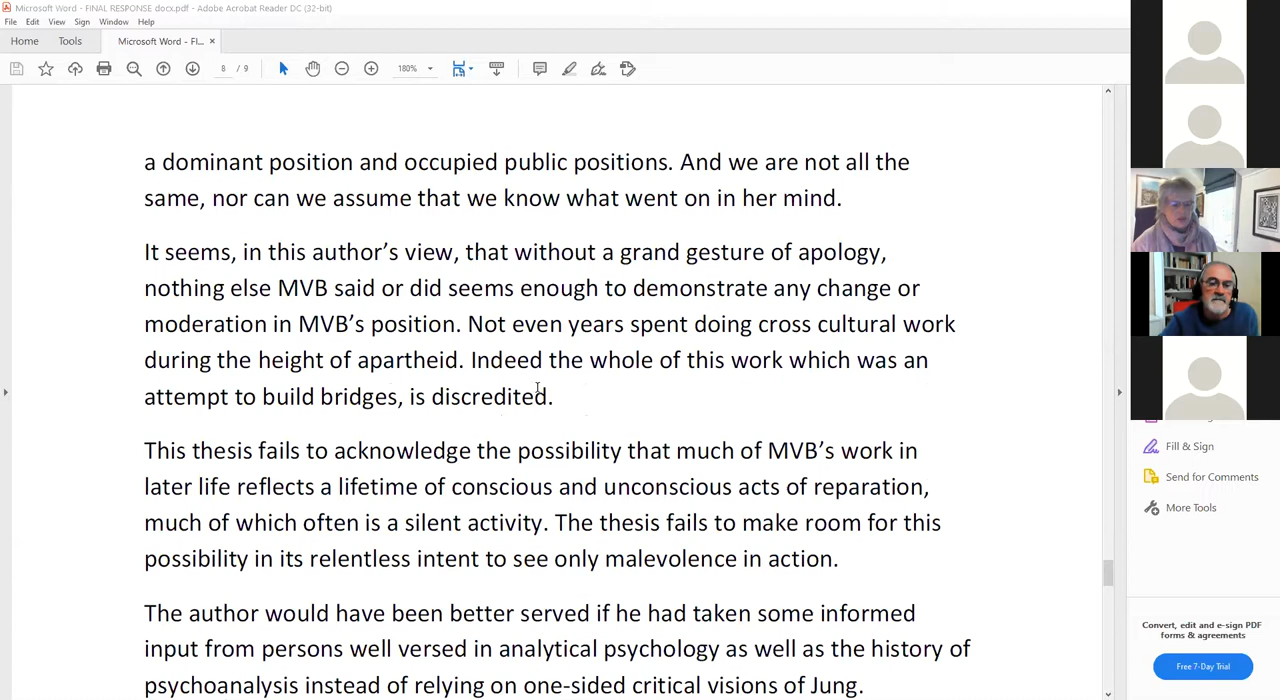 Microsoft Word - FINAL RESPONSE docx.pdf - Adobe Acrobat Reader DC (32-bit)
File Edit View Sign Window Help
Home Tools Microsoft Word - FI... ×
8 / 9 180%
a dominant position and occupied public positions. And we are not all the
same, nor can we assume that we know what went on in her mind.
It seems, in this author’s view, that without a grand gesture of apology,
nothing else MVB said or did seems enough to demonstrate any change or
moderation in MVB’s position. Not even years spent doing cross cultural work
during the height of apartheid. Indeed the whole of this work which was an
attempt to build bridges, is discredited.
This thesis fails to acknowledge the possibility that much of MVB’s work in
later life reflects a lifetime of conscious and unconscious acts of reparation,
much of which often is a silent activity. The thesis fails to make room for this
possibility in its relentless intent to see only malevolence in action.
The author would have been better served if he had taken some informed
input from persons well versed in analytical psychology as well as the history of
psychoanalysis instead of relying on one-sided critical visions of Jung.
Fill & Sign
Send for Comments
More Tools
Convert, edit and e-sign PDF
forms & agreements
Free 7-Day Trial